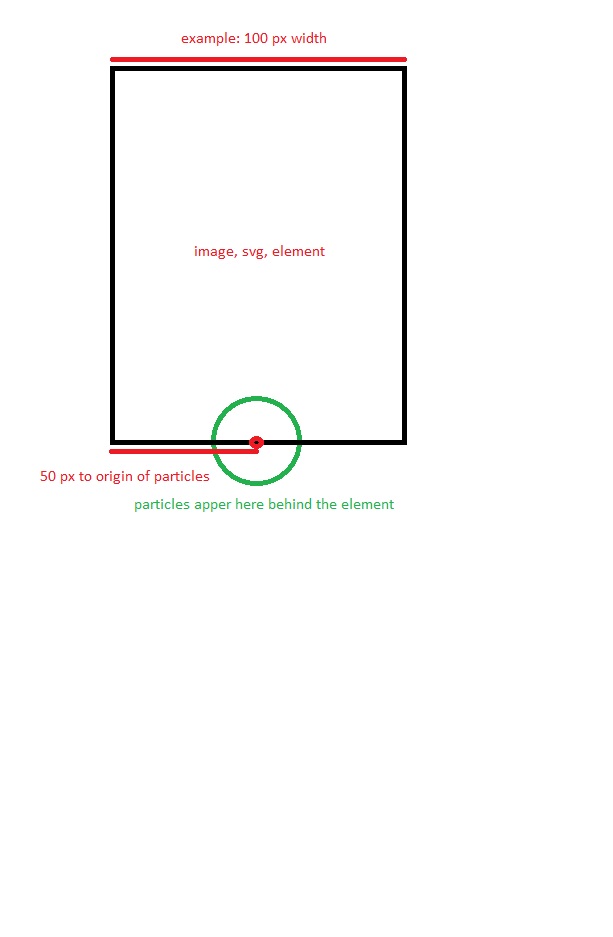 example: 100 px width
image, svg, element
50 px to origin of particles
particles apper here behind the element